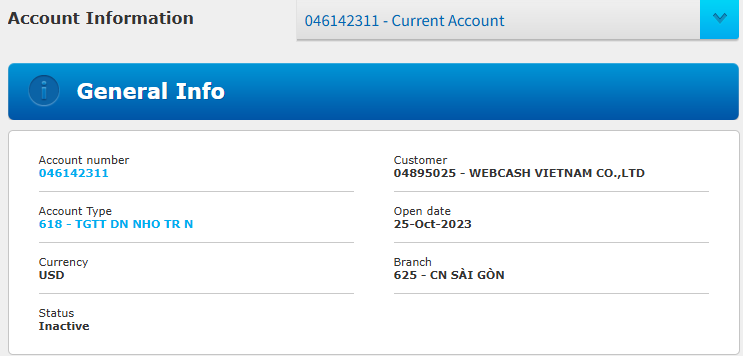 Account Information
046142311 - Current Account
General Info
Account number
046142311
Customer
04895025 - WEBCASH VIETNAM CO.,LTD
Account Type
618 - TGTT DN NHO TR N
Open date
25-Oct-2023
Currency
USD
Branch
625 - CN SÀI GÒN
Status
Inactive